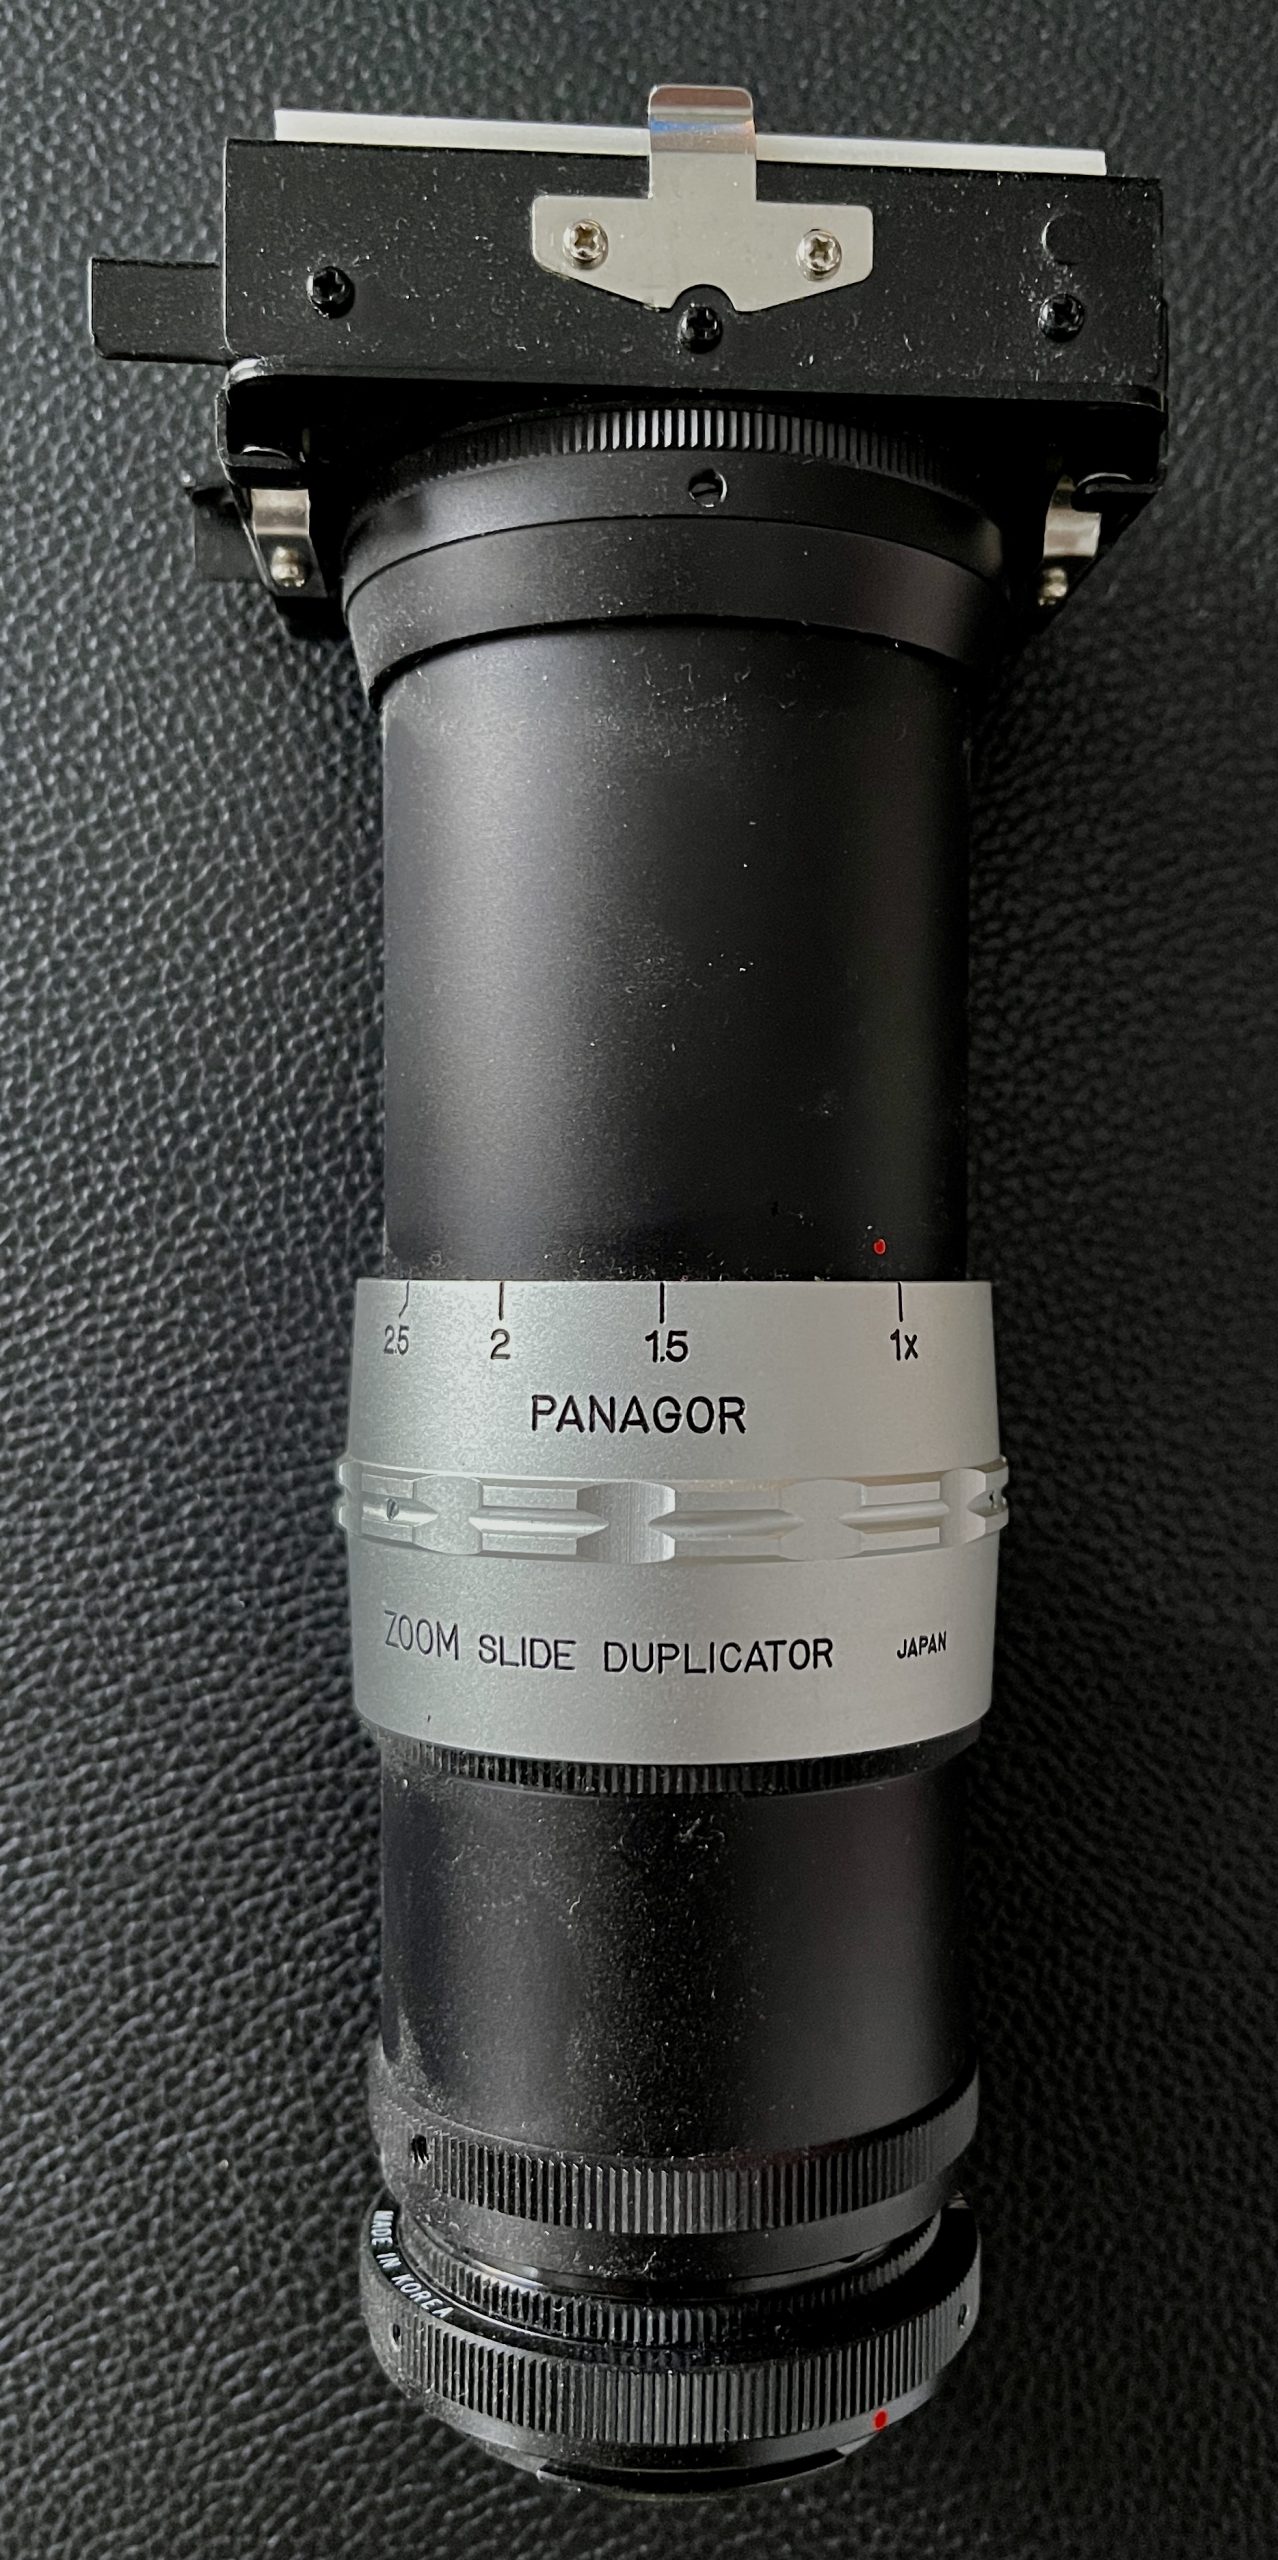 2.5 2 1.5 1x
PANAGOR
ZOOM SLIDE DUPLICATOR JAPAN
MADE IN KOREA